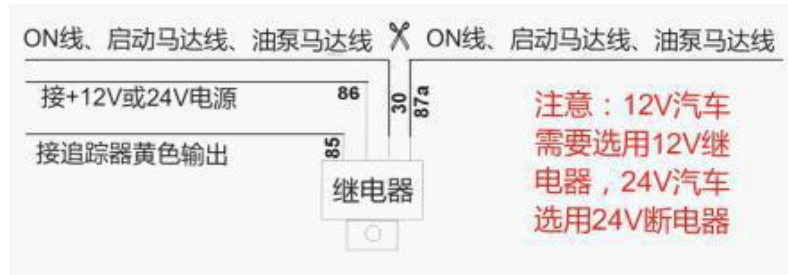 ON线、启动马达线、油泵马达线 ON线、启动马达线、油泵马达线
接+12V或24V电源 86
30
87a
接追踪器黄色输出 85
继电器
注意：12V汽车
需要选用12V继
电器，24V汽车
选用24V断电器